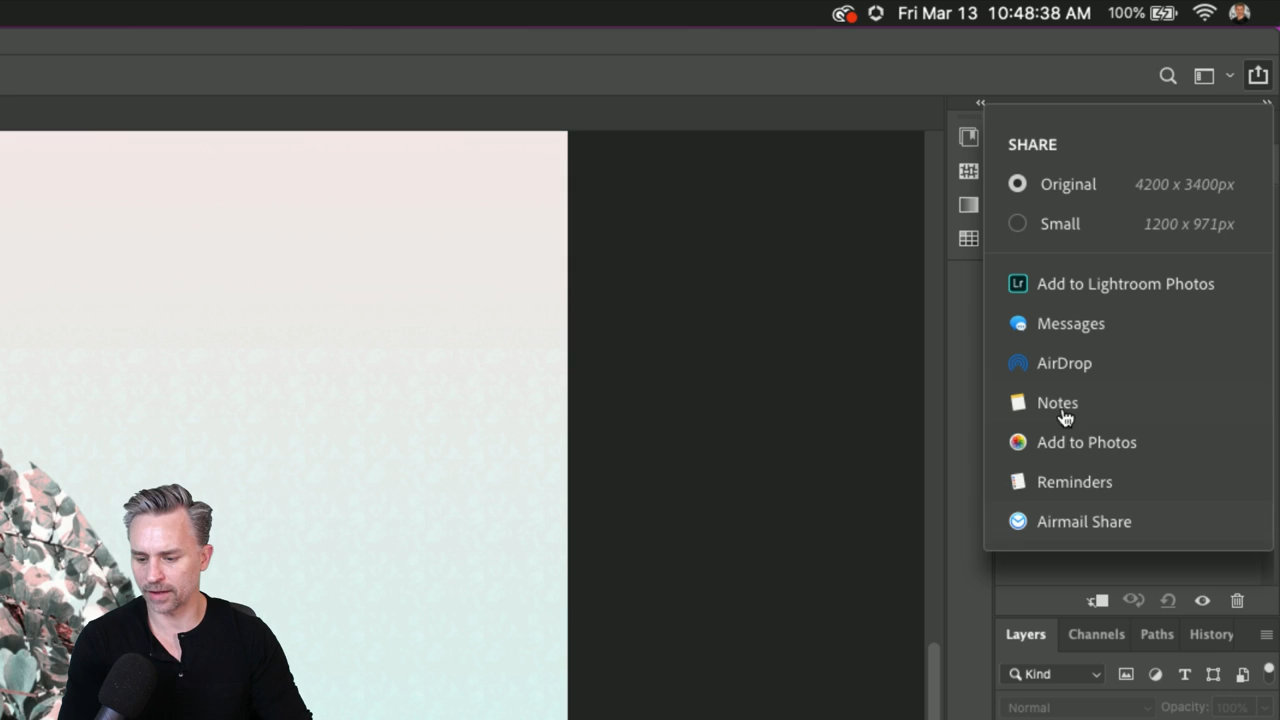 Fri Mar 13 10:48:38 AM 100%
SHARE
Original 4200 x 3400px
Small 1200 x 971px
Lr Add to Lightroom Photos
Messages
AirDrop
Notes
Add to Photos
Reminders
Airmail Share
Layers Channels Paths History
Kind T
Normal Opacity: 100%